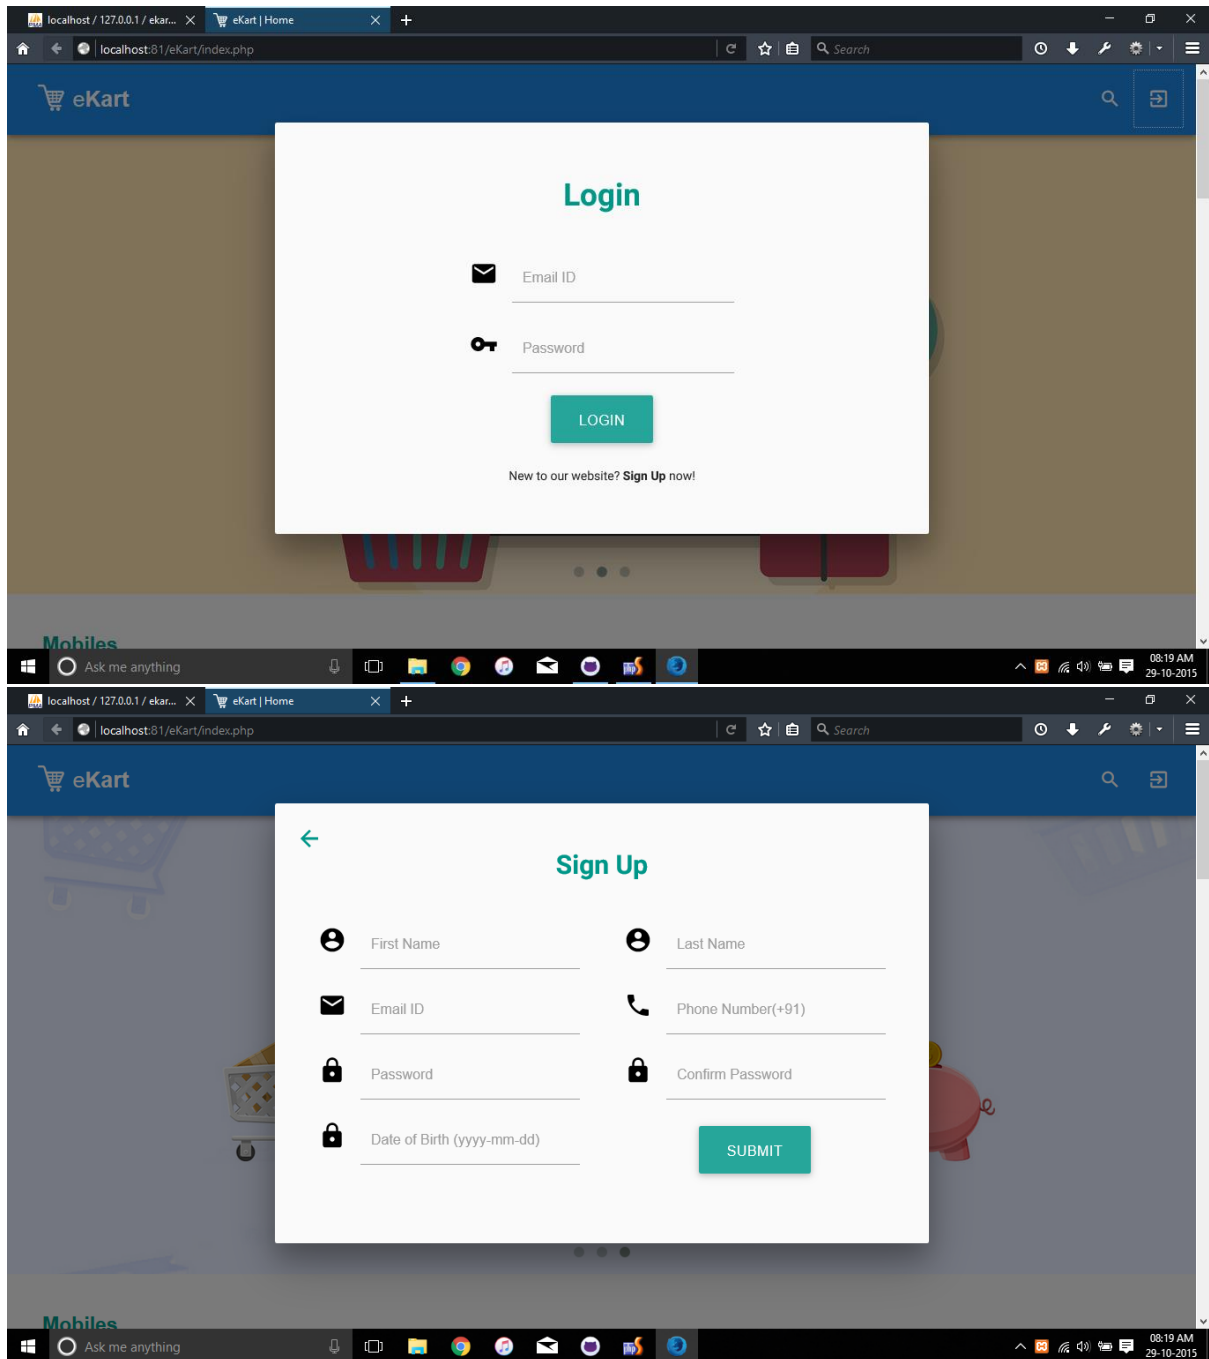 localhost / 127.0.0.1 / ekar...
eKart | Home
localhost:81/eKart/index.php
Search
eKart
Login
Email ID
Password
LOGIN
New to our website? Sign Up now!
Mobiles
Ask me anything
08:19 AM
29-10-2015
localhost / 127.0.0.1 / ekar...
eKart | Home
localhost:81/eKart/index.php
Search
eKart
Sign Up
First Name
Last Name
Email ID
Phone Number(+91)
Password
Confirm Password
Date of Birth (yyyy-mm-dd)
SUBMIT
Mobiles
Ask me anything
08:19 AM
29-10-2015